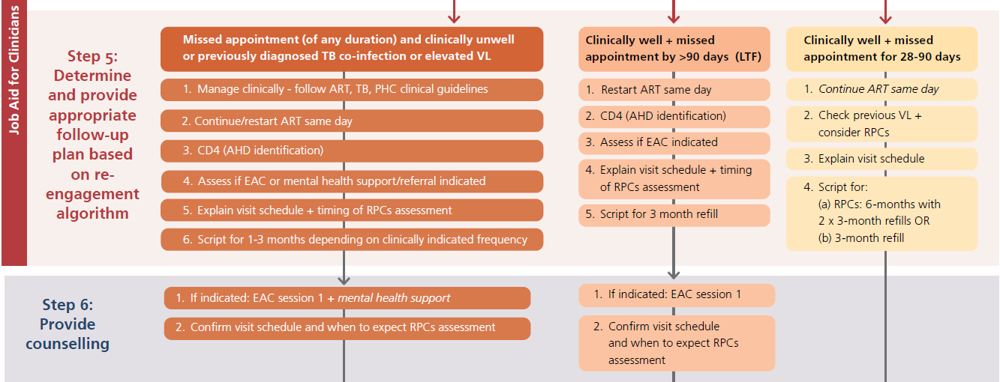 Job Aid for Clinicians
Step 5:
Determine
and provide
appropriate
follow-up
plan based
on re-
engagement
algorithm
Missed appointment (of any duration) and clinically unwell
or previously diagnosed TB co-infection or elevated VL
1. Manage clinically - follow ART, TB, PHC clinical guidelines
2. Continue/restart ART same day
3. CD4 (AHD identification)
4. Assess if EAC or mental health support/referral indicated
5. Explain visit schedule + timing of RPCs assessment
6. Script for 1-3 months depending on clinically indicated frequency
Clinically well + missed
appointment by >90 days (LTF)
1. Restart ART same day
2. CD4 (AHD identification)
3. Assess if EAC indicated
4. Explain visit schedule + timing
of RPCs assessment
5. Script for 3 month refill
Clinically well + missed
appointment for 28-90 days
1. Continue ART same day
2. Check previous VL +
consider RPCs
3. Explain visit schedule
4. Script for:
(a) RPCs: 6-months with
2 x 3-month refills OR
(b) 3-month refill
Step 6:
Provide
counselling
1. If indicated: EAC session 1 + mental health support
2. Confirm visit schedule and when to expect RPCs assessment
1. If indicated: EAC session 1
2. Confirm visit schedule
and when to expect RPCs
assessment